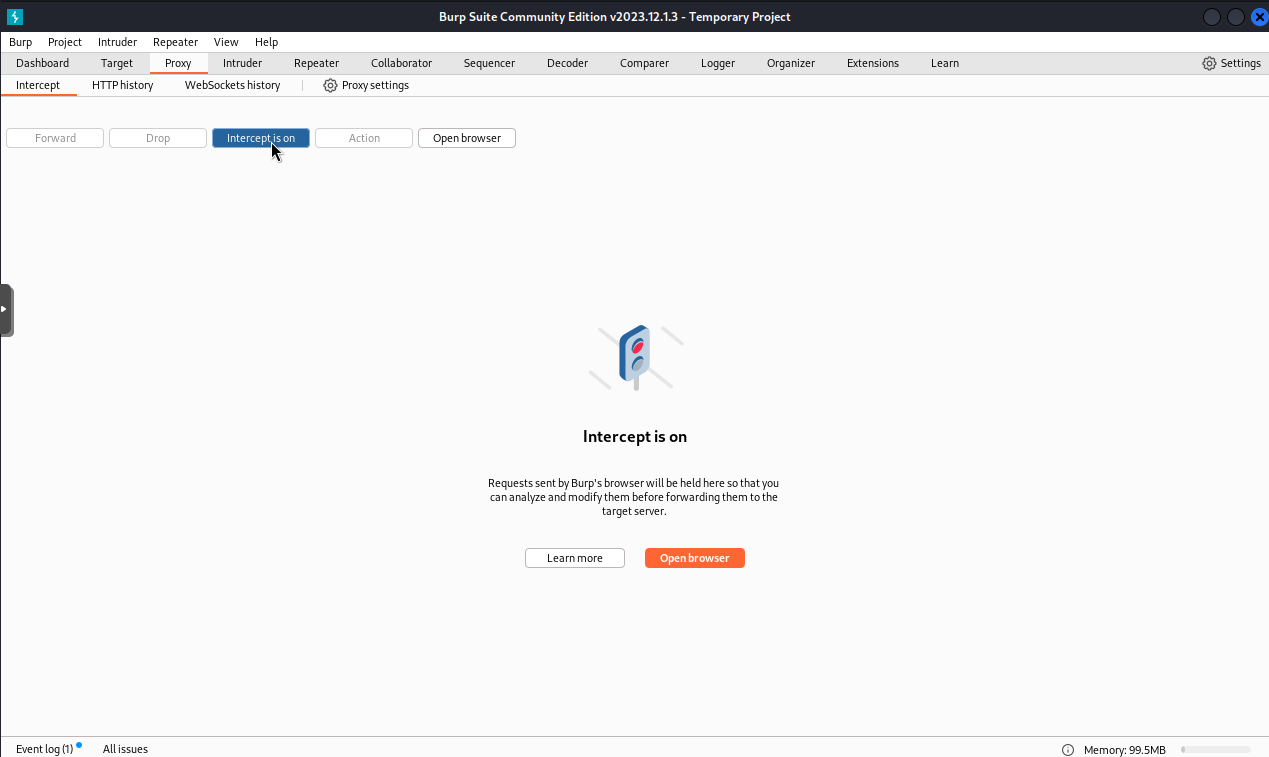 Burp Suite Community Edition v2023.12.1.3 - Temporary Project
Burp Project Intruder Repeater View Help
Dashboard Target Proxy Intruder Repeater Collaborator Sequencer Decoder Comparer Logger Organizer Extensions Learn Settings
Intercept HTTP history WebSockets history Proxy settings
Forward Drop Intercept is on Action Open browser
Intercept is on
Requests sent by Burp's browser will be held here so that you
can analyze and modify them before forwarding them to the
target server.
Learn more Open browser
Event log (1) All issues Memory: 99.5MB